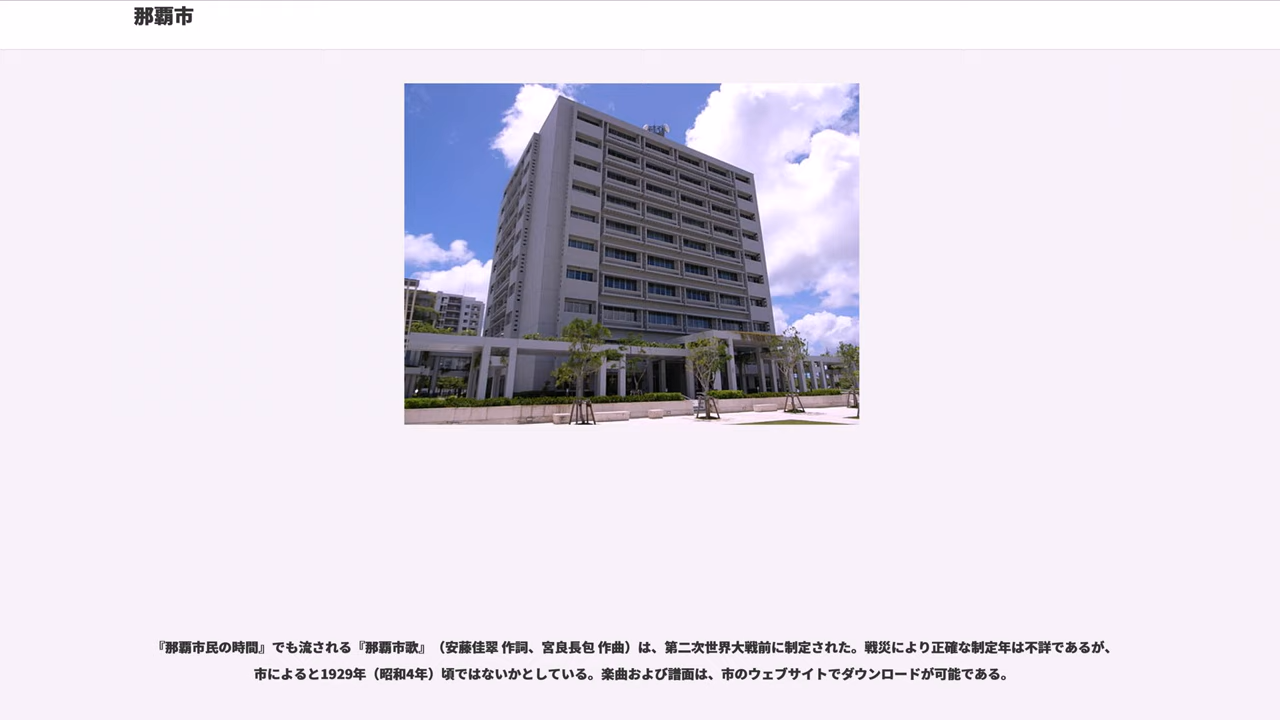 那覇市
『那覇市民の時間』でも流される『那覇市歌』（安藤佳翠 作詞、宮良長包 作曲）は、第二次世界大戦前に制定された。戦災により正確な制定年は不詳であるが、
市によると1929年（昭和4年）頃ではないかとしている。楽曲および譜面は、市のウェブサイトでダウンロードが可能である。